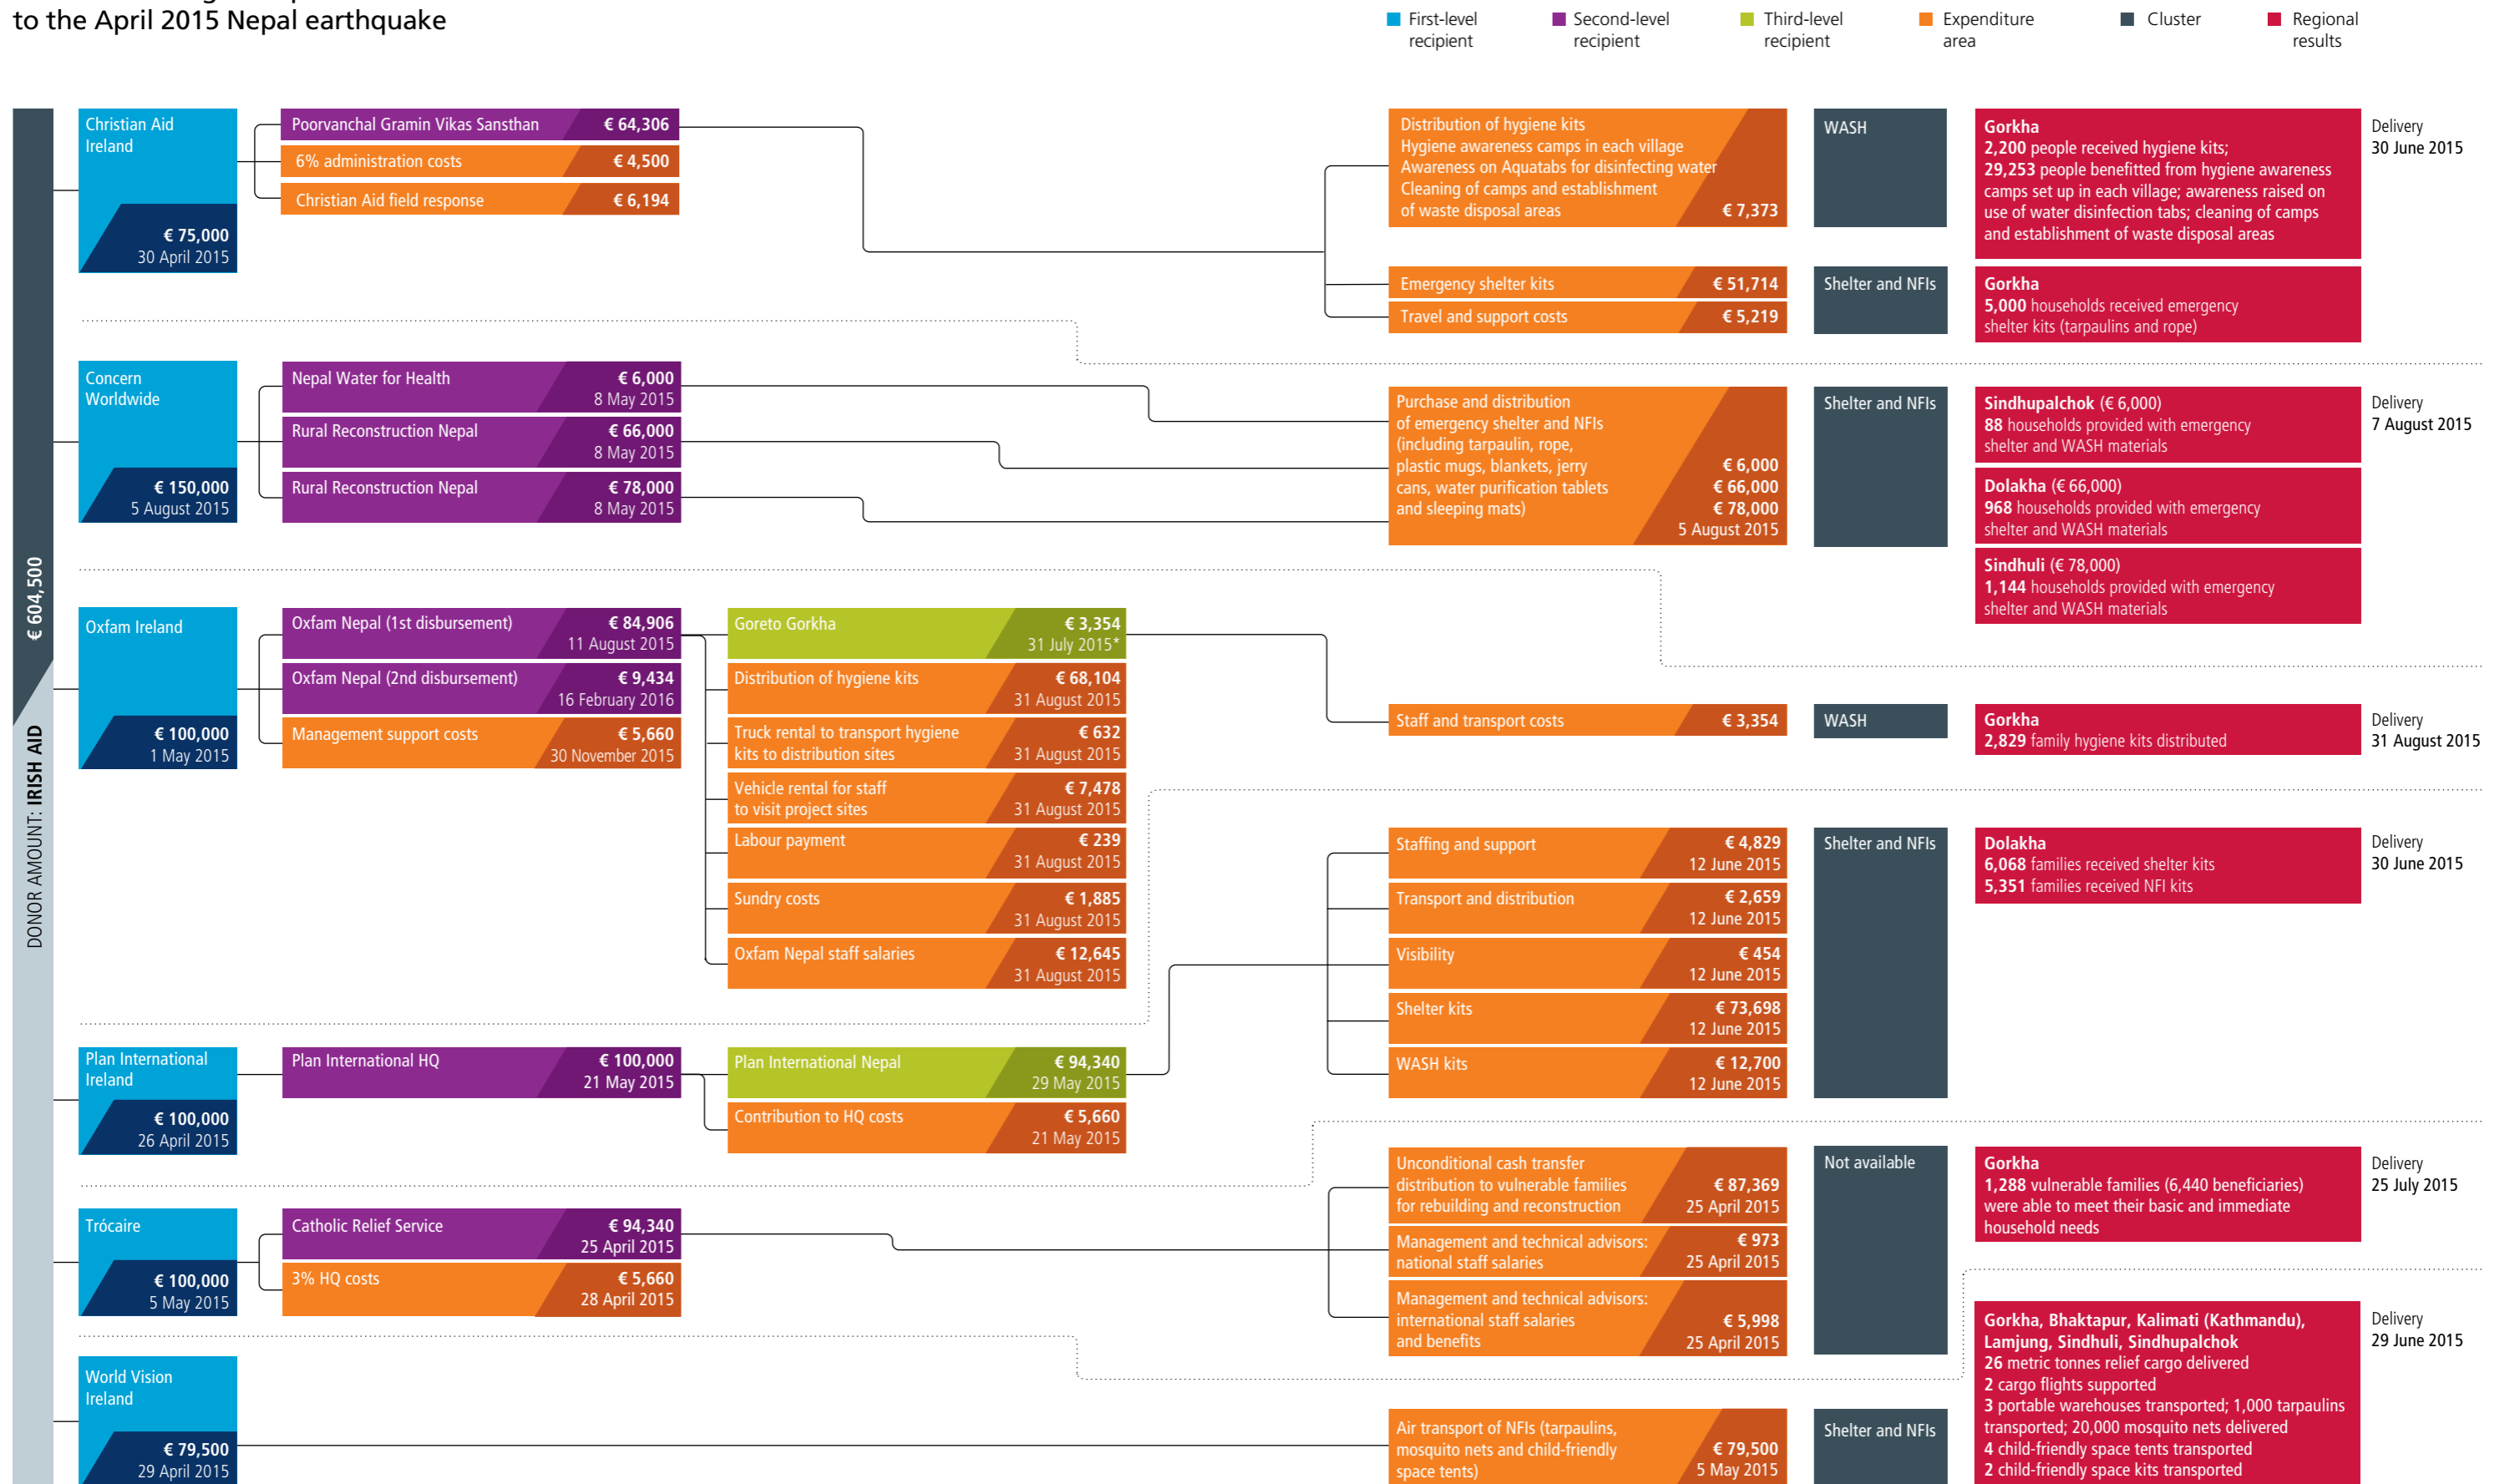 to the April 2015 Nepal earthquake
First-level
recipient
Second-level
recipient
Third-level
recipient
Expenditure
area
Cluster
Regional
results
€ 604,500
DONOR AMOUNT: IRISH AID
Christian Aid
Ireland
€ 75,000
30 April 2015
Poorvanchal Gramin Vikas Sansthan € 64,306
6% administration costs € 4,500
Christian Aid field response € 6,194
Distribution of hygiene kits
Hygiene awareness camps in each village
Awareness on Aquatabs for disinfecting water
Cleaning of camps and establishment
of waste disposal areas € 7,373
WASH
Gorkha
2,200 people received hygiene kits;
29,253 people benefitted from hygiene awareness
camps set up in each village; awareness raised on
use of water disinfection tabs; cleaning of camps
and establishment of waste disposal areas
Delivery
30 June 2015
Emergency shelter kits € 51,714
Travel and support costs € 5,219
Shelter and NFIs
Gorkha
5,000 households received emergency
shelter kits (tarpaulins and rope)
Concern
Worldwide
€ 150,000
5 August 2015
Nepal Water for Health € 6,000
8 May 2015
Rural Reconstruction Nepal € 66,000
8 May 2015
Rural Reconstruction Nepal € 78,000
8 May 2015
Purchase and distribution
of emergency shelter and NFIs
(including tarpaulin, rope,
plastic mugs, blankets, jerry € 6,000
cans, water purification tablets € 66,000
and sleeping mats) € 78,000
5 August 2015
Shelter and NFIs
Sindhupalchok (€ 6,000)
88 households provided with emergency
shelter and WASH materials
Dolakha (€ 66,000)
968 households provided with emergency
shelter and WASH materials
Sindhuli (€ 78,000)
1,144 households provided with emergency
shelter and WASH materials
Delivery
7 August 2015
Oxfam Ireland
€ 100,000
1 May 2015
Oxfam Nepal (1st disbursement) € 84,906
11 August 2015
Oxfam Nepal (2nd disbursement) € 9,434
16 February 2016
Management support costs € 5,660
30 November 2015
Goreto Gorkha € 3,354
31 July 2015*
Distribution of hygiene kits € 68,104
31 August 2015
Truck rental to transport hygiene € 632
kits to distribution sites 31 August 2015
Vehicle rental for staff € 7,478
to visit project sites 31 August 2015
Labour payment € 239
31 August 2015
Sundry costs € 1,885
31 August 2015
Oxfam Nepal staff salaries € 12,645
31 August 2015
Staff and transport costs € 3,354
WASH
Gorkha
2,829 family hygiene kits distributed
Delivery
31 August 2015
Plan International
Ireland
€ 100,000
26 April 2015
Plan International HQ € 100,000
21 May 2015
Plan International Nepal € 94,340
29 May 2015
Contribution to HQ costs € 5,660
21 May 2015
Staffing and support € 4,829
12 June 2015
Transport and distribution € 2,659
12 June 2015
Visibility € 454
12 June 2015
Shelter kits € 73,698
12 June 2015
WASH kits € 12,700
12 June 2015
Shelter and NFIs
Dolakha
6,068 families received shelter kits
5,351 families received NFI kits
Delivery
30 June 2015
Trócaire
€ 100,000
5 May 2015
Catholic Relief Service € 94,340
25 April 2015
3% HQ costs € 5,660
28 April 2015
Unconditional cash transfer
distribution to vulnerable families € 87,369
for rebuilding and reconstruction 25 April 2015
Management and technical advisors: € 973
national staff salaries 25 April 2015
Management and technical advisors:
international staff salaries € 5,998
and benefits 25 April 2015
Not available
Gorkha
1,288 vulnerable families (6,440 beneficiaries)
were able to meet their basic and immediate
household needs
Delivery
25 July 2015
World Vision
Ireland
€ 79,500
29 April 2015
Air transport of NFIs (tarpaulins,
mosquito nets and child-friendly € 79,500
space tents) 5 May 2015
Shelter and NFIs
Gorkha, Bhaktapur, Kalimati (Kathmandu),
Lamjung, Sindhuli, Sindhupalchok
26 metric tonnes relief cargo delivered
2 cargo flights supported
3 portable warehouses transported; 1,000 tarpaulins
transported; 20,000 mosquito nets delivered
4 child-friendly space tents transported
2 child-friendly space kits transported
Delivery
29 June 2015